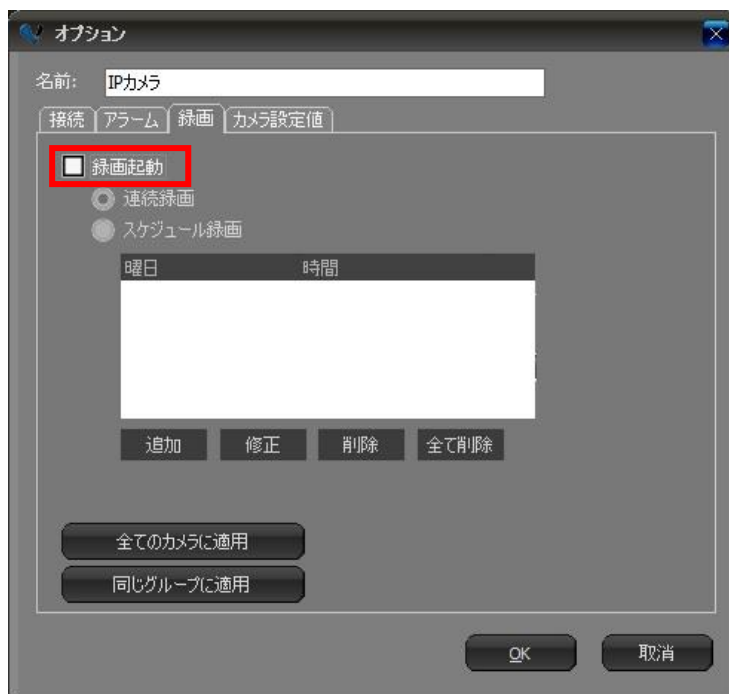 オプション
名前: IPカメラ
接続 アラーム 録画 カメラ設定値
録画起動
連続録画
スケジュール録画
曜日 時間
追加 修正 削除 全て削除
全てのカメラに適用
同じグループに適用
OK 取消